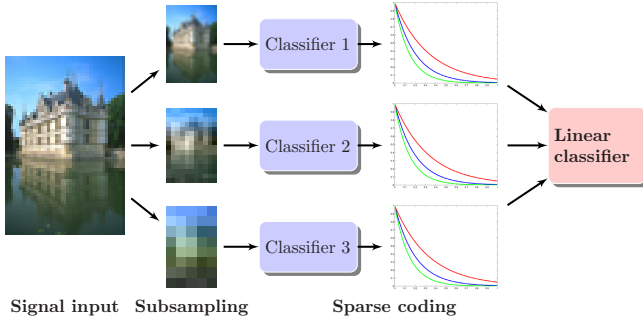 Classifier 1
Classifier 2
Classifier 3
Linear
classifier
Signal input
Subsampling
Sparse coding